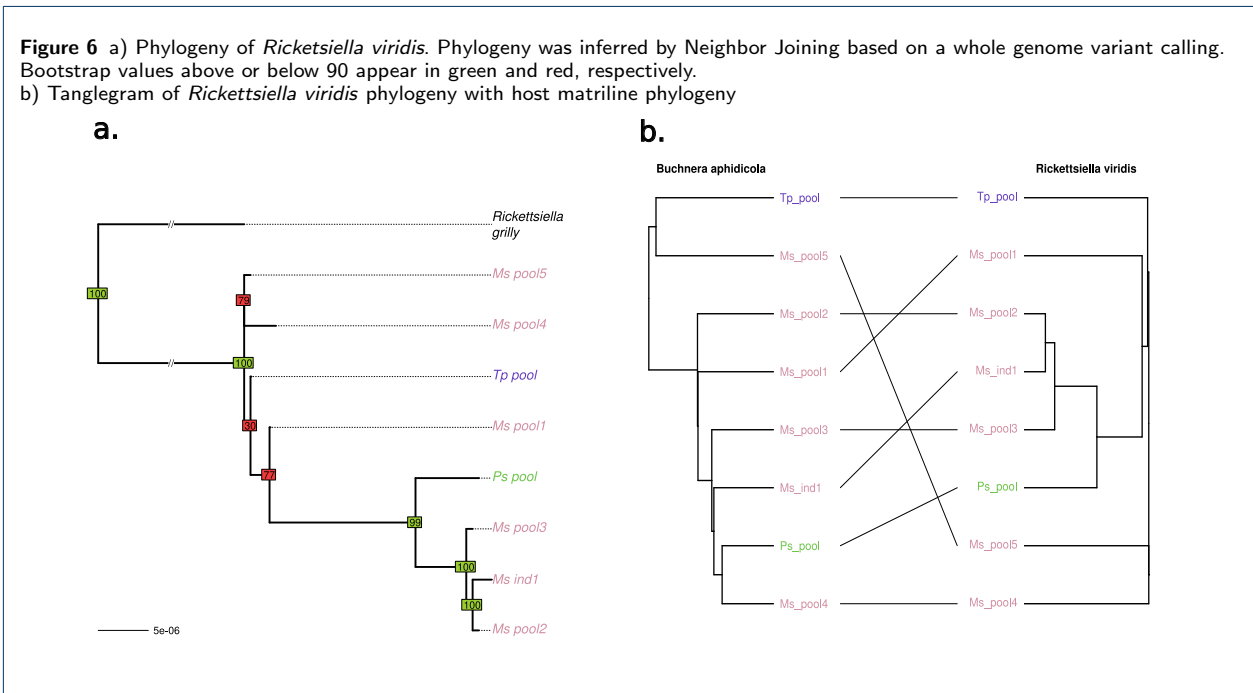 Figure 6 a) Phylogeny of Ricketsiella viridis. Phylogeny was inferred by Neighbor Joining based on a whole genome variant calling.
Bootstrap values above or below 90 appear in green and red, respectively.
b) Tanglegram of Rickettsiella viridis phylogeny with host matriline phylogeny
a.
Rickettsiella
grilly
Ms pool5
79
100
Ms pool4
100
Tp pool
30
Ms pool1
77
Ps pool
99
Ms pool3
100
Ms ind1
100
Ms pool2
5e-06
b.
Buchnera aphidicola
Rickettsiella viridis
Tp_pool
Tp_pool
Ms_pool5
Ms_pool1
Ms_pool2
Ms_pool2
Ms_pool1
Ms_ind1
Ms_pool3
Ms_pool3
Ms_ind1
Ps_pool
Ps_pool
Ms_pool5
Ms_pool4
Ms_pool4